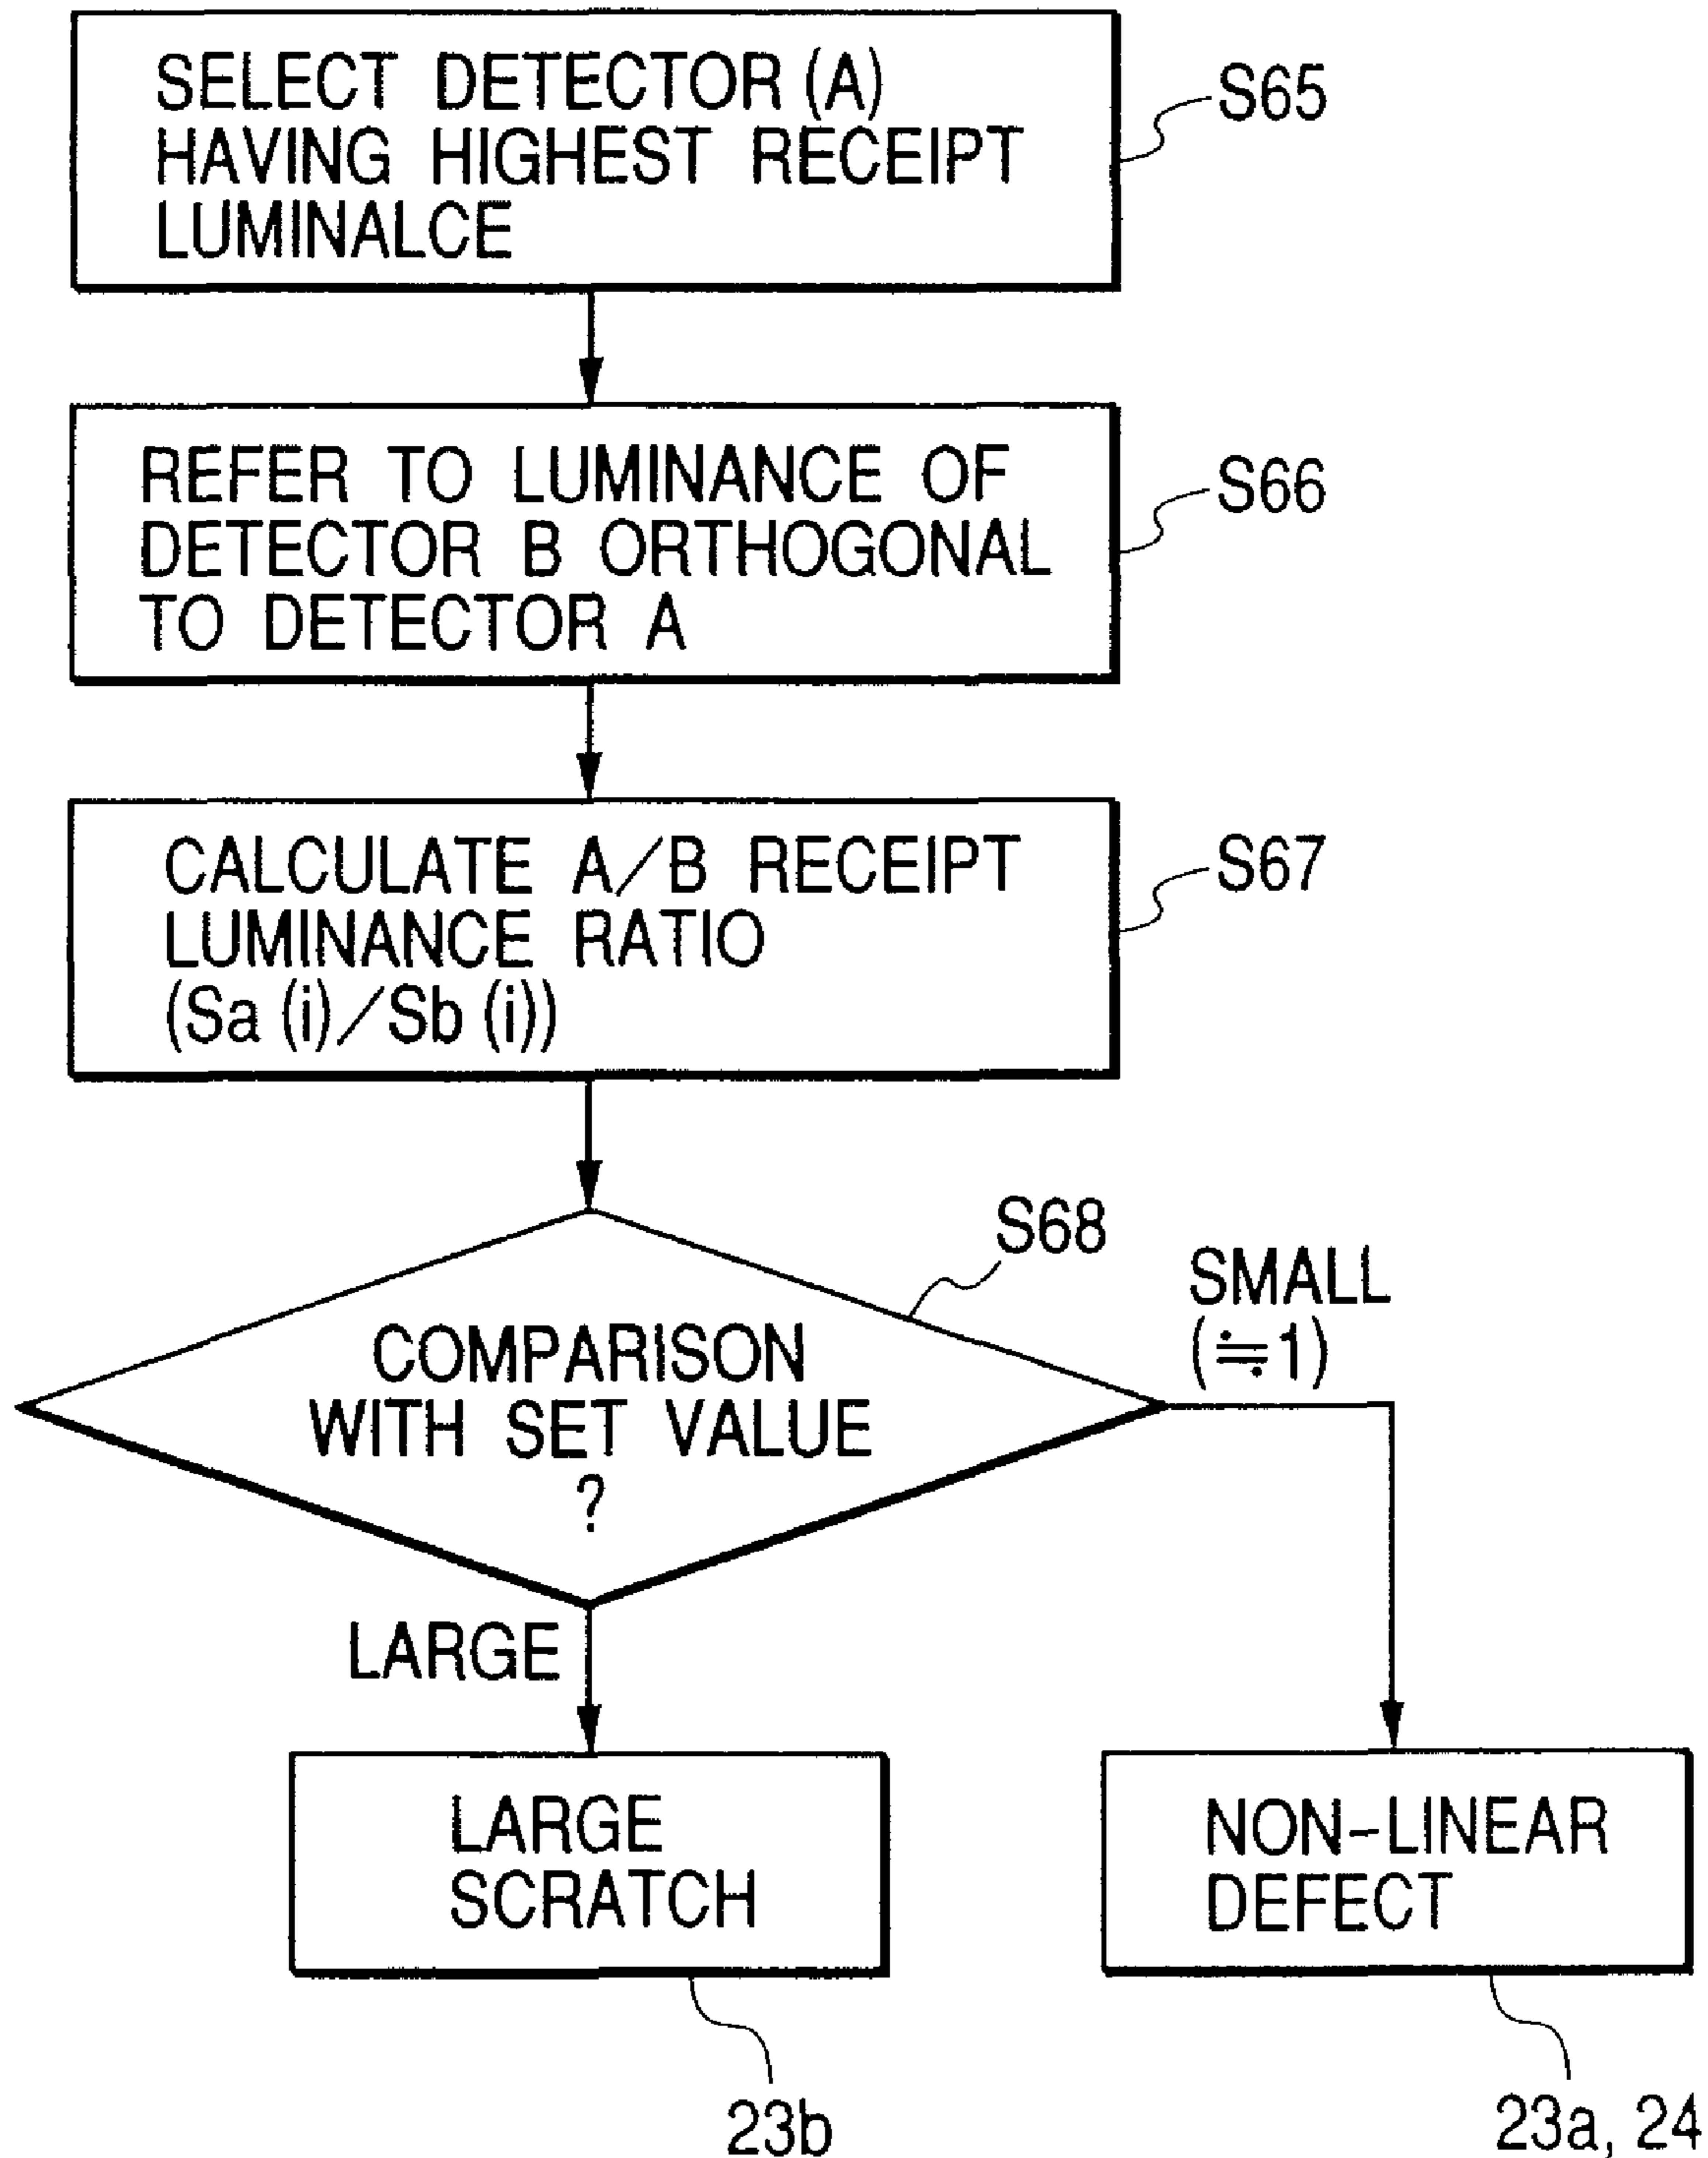 SELECT DETECTOR (A)
HAVING HIGHEST RECEIPT
LUMINALCE
S65
REFER TO LUMINANCE OF
DETECTOR B ORTHOGONAL
TO DETECTOR A
S66
CALCULATE A/B RECEIPT
LUMINANCE RATIO
(Sa (i)/Sb (i))
S67
S68
COMPARISON
WITH SET VALUE
?
SMALL
(≒1)
LARGE
LARGE
SCRATCH
23b
NON-LINEAR
DEFECT
23a, 24